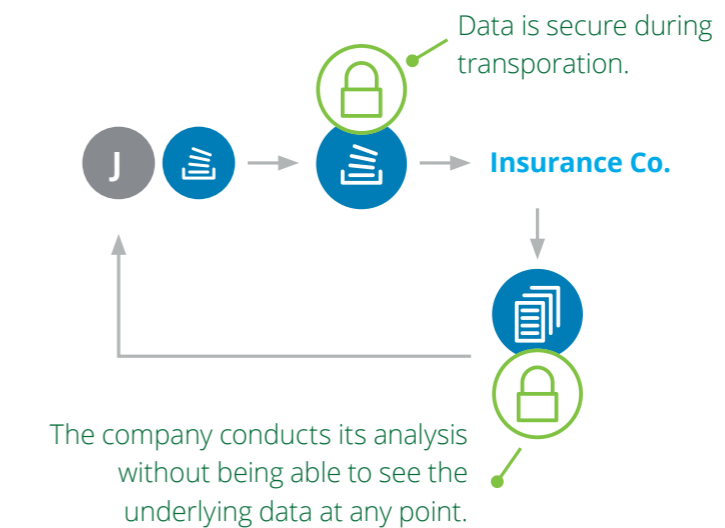 Data is secure during
transporation.
J
Insurance Co.
The company conducts its analysis
without being able to see the
underlying data at any point.